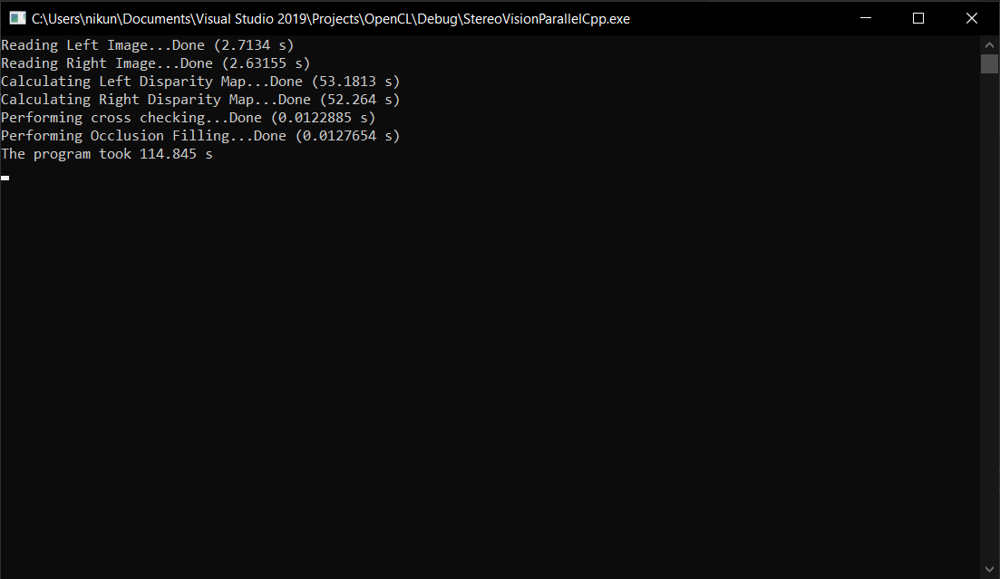 C:\Users\nikun\Documents\Visual Studio 2019\Projects\OpenCL\Debug\StereoVisionParallelCpp.exe
Reading Left Image...Done (2.7134 s)
Reading Right Image...Done (2.63155 s)
Calculating Left Disparity Map...Done (53.1813 s)
Calculating Right Disparity Map...Done (52.264 s)
Performing cross checking...Done (0.0122885 s)
Performing Occlusion Filling...Done (0.0127654 s)
The program took 114.845 s